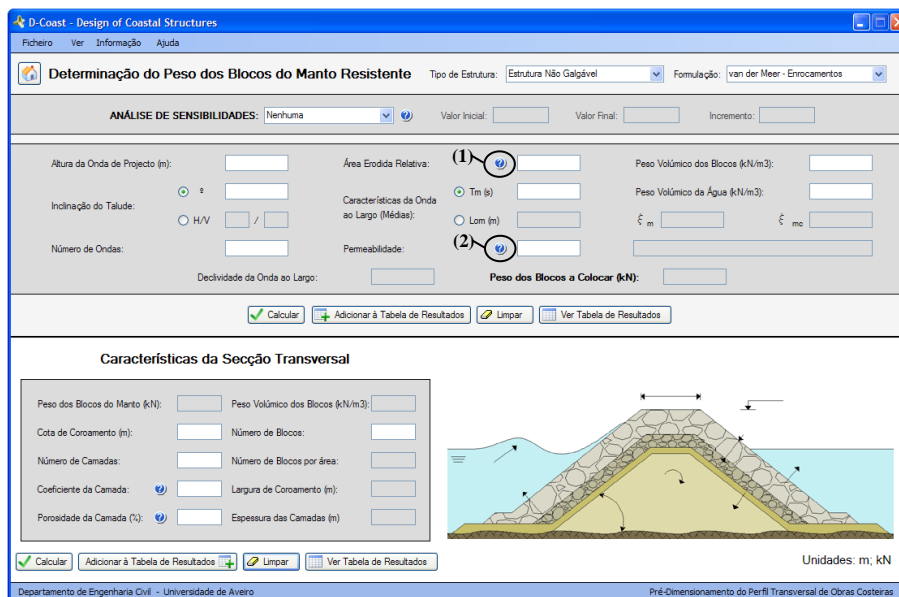 D-Coast - Design of Coastal Structures
Ficheiro Ver Informação Ajuda
Determinação do Peso dos Blocos do Manto Resistente
Tipo de Estrutura: Estrutura Não Galgável
Formulação: van der Meer - Enrocamentos
ANÁLISE DE SENSIBILIDADES: Nenhuma ?
Valor Inicial:
Valor Final:
Incremento:
Altura da Onda de Projecto (m):
Área Erodida Relativa: (1) ?
Peso Volúmico dos Blocos (kN/m3):
Inclinação do Talude:
º
H/V /
Características da Onda
ao Largo (Médias):
Tm (s)
Lom (m)
Peso Volúmico da Água (kN/m3):
ξ m
ξ mc
Número de Ondas:
Permeabilidade: (2) ?
Declividade da Onda ao Largo:
Peso dos Blocos a Colocar (kN):
Calcular Adicionar à Tabela de Resultados Limpar Ver Tabela de Resultados
Características da Secção Transversal
Peso dos Blocos do Manto (kN): Peso Volúmico dos Blocos (kN/m3):
Cota de Coroamento (m): Número de Blocos:
Número de Camadas: Número de Blocos por área:
Coeficiente da Camada: ? Largura de Coroamento (m):
Porosidade da Camada (%): ? Espessura das Camadas (m)
Calcular Adicionar à Tabela de Resultados Limpar Ver Tabela de Resultados
Unidades: m; kN
Departamento de Engenharia Civil - Universidade de Aveiro
Pré-Dimensionamento do Perfil Transversal de Obras Costeiras